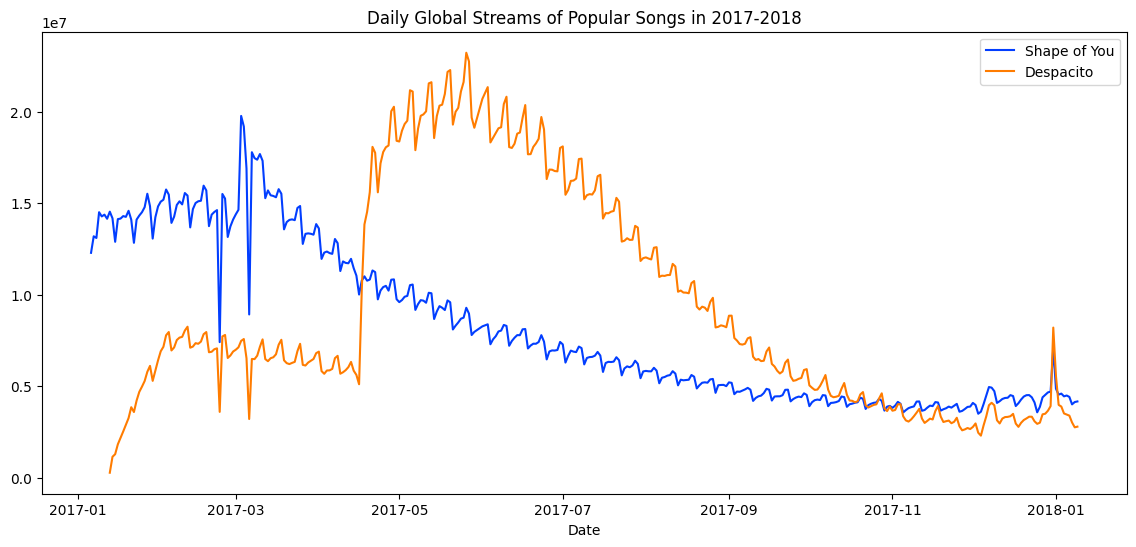 Daily Global Streams of Popular Songs in 2017-2018
1e7
Shape of You
Despacito
2.0
1.5
1.0
0.5
0.0
2017-01 2017-03 2017-05 2017-07 2017-09 2017-11 2018-01
Date